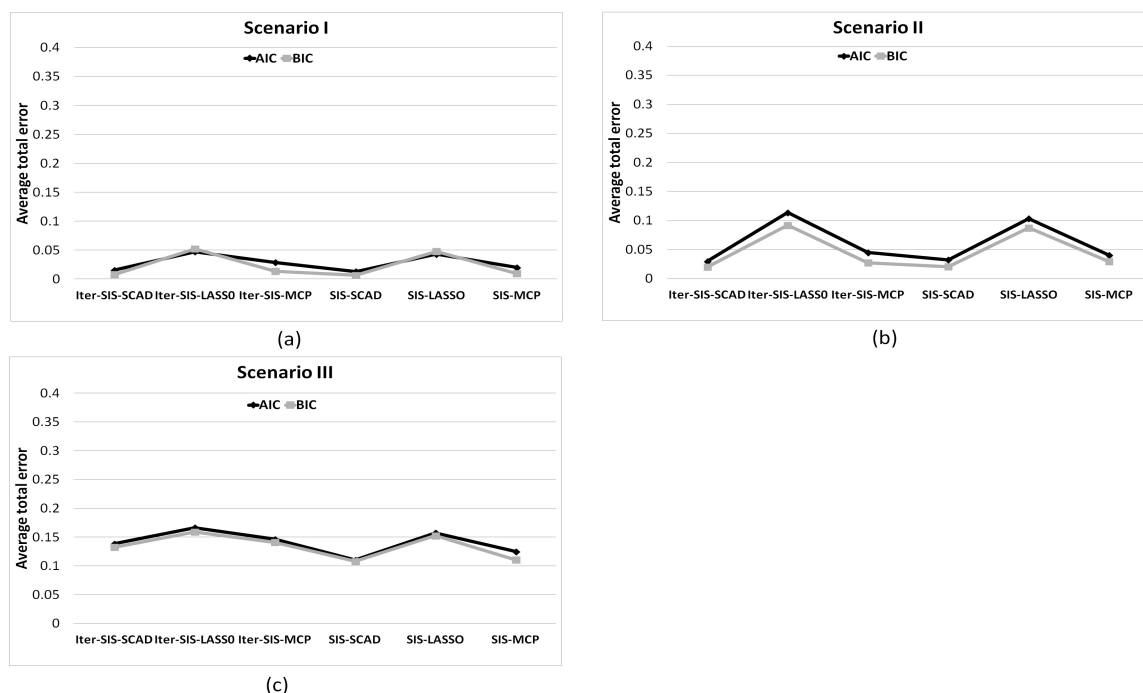 Scenario I
AIC BIC
0.4
0.35
0.3
0.25
0.2
0.15
0.1
0.05
0
Average total error
Iter-SIS-SCAD Iter-SIS-LASS0 Iter-SIS-MCP SIS-SCAD SIS-LASSO SIS-MCP
(a)
Scenario II
AIC BIC
0.4
0.35
0.3
0.25
0.2
0.15
0.1
0.05
0
Average total error
Iter-SIS-SCAD Iter-SIS-LASS0 Iter-SIS-MCP SIS-SCAD SIS-LASSO SIS-MCP
(b)
Scenario III
AIC BIC
0.4
0.35
0.3
0.25
0.2
0.15
0.1
0.05
0
Average total error
Iter-SIS-SCAD Iter-SIS-LASS0 Iter-SIS-MCP SIS-SCAD SIS-LASSO SIS-MCP
(c)